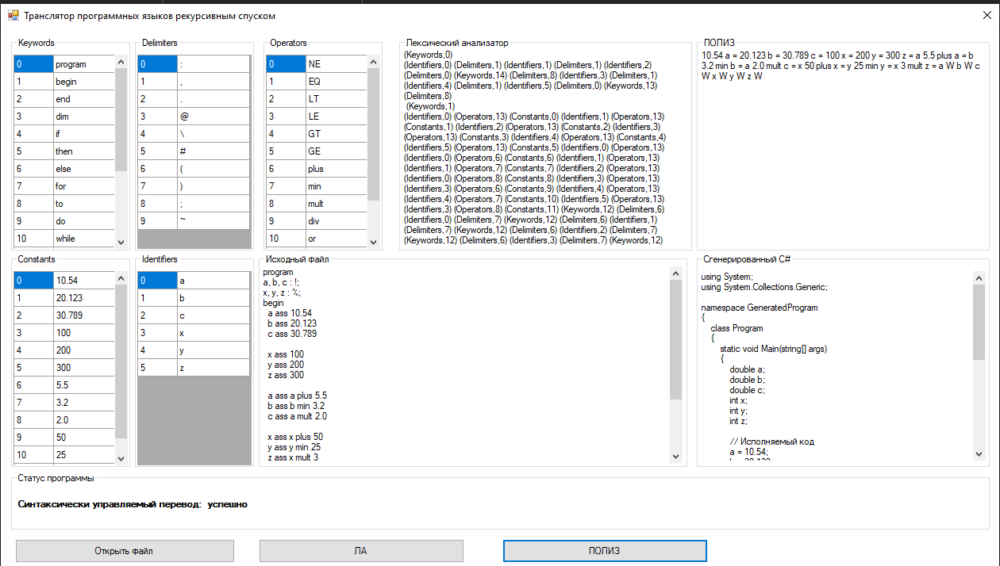 Транслятор программных языков рекурсивным спуском
Keywords
0 program
1 begin
2 end
3 dim
4 if
5 then
6 else
7 for
8 to
9 do
10 while
Delimiters
0 :
1 ,
2 .
3 @
4 \
5 #
6 (
7 )
8 ;
9 ~
Operators
0 NE
1 EQ
2 LT
3 LE
4 GT
5 GE
6 plus
7 min
8 mult
9 div
10 or
Лексический анализатор
(Keywords,0)
(Identifiers,0) (Delimiters,1) (Identifiers,1) (Delimiters,1) (Identifiers,2)
(Delimiters,0) (Keywords,14) (Delimiters,8) (Identifiers,3) (Delimiters,1)
(Identifiers,4) (Delimiters,1) (Identifiers,5) (Delimiters,0) (Keywords,13)
(Delimiters,8)
(Keywords,1)
(Identifiers,0) (Operators,13) (Constants,0) (Identifiers,1) (Operators,13)
(Constants,1) (Identifiers,2) (Operators,13) (Constants,2) (Identifiers,3)
(Operators,13) (Constants,3) (Identifiers,4) (Operators,13) (Constants,4)
(Identifiers,5) (Operators,13) (Constants,5) (Identifiers,0) (Operators,13)
(Identifiers,0) (Operators,6) (Constants,6) (Identifiers,1) (Operators,13)
(Identifiers,1) (Operators,7) (Constants,7) (Identifiers,2) (Operators,13)
(Identifiers,0) (Operators,8) (Constants,8) (Identifiers,3) (Operators,13)
(Identifiers,3) (Operators,6) (Constants,9) (Identifiers,4) (Operators,13)
(Identifiers,4) (Operators,7) (Constants,10) (Identifiers,5) (Operators,13)
(Identifiers,3) (Operators,8) (Constants,11) (Keywords,12) (Delimiters,6)
(Identifiers,0) (Delimiters,7) (Keywords,12) (Delimiters,6) (Identifiers,1)
(Delimiters,7) (Keywords,12) (Delimiters,6) (Identifiers,2) (Delimiters,7)
(Keywords,12) (Delimiters,6) (Identifiers,3) (Delimiters,7) (Keywords,12)
ПОЛИЗ
10.54 a = 20.123 b = 30.789 c = 100 x = 200 y = 300 z = a 5.5 plus a = b
3.2 min b = a 2.0 mult c = x 50 plus x = y 25 min y = x 3 mult z = a W b W c
W x W y W z W
Constants
0 10.54
1 20.123
2 30.789
3 100
4 200
5 300
6 5.5
7 3.2
8 2.0
9 50
10 25
Identifiers
0 a
1 b
2 c
3 x
4 y
5 z
Исходный файл
program
a, b, c : !;
x, y, z : %;
begin
a ass 10.54
b ass 20.123
c ass 30.789
x ass 100
y ass 200
z ass 300
a ass a plus 5.5
b ass b min 3.2
c ass a mult 2.0
x ass x plus 50
y ass y min 25
z ass x mult 3
Сгенерированный C#
using System;
using System.Collections.Generic;
namespace GeneratedProgram
{
class Program
{
static void Main(string[] args)
{
double a;
double b;
double c;
int x;
int y;
int z;
// Исполняемый код
a = 10.54;
Статус программы
Синтаксически управляемый перевод: успешно
Открыть файл
ЛА
ПОЛИЗ